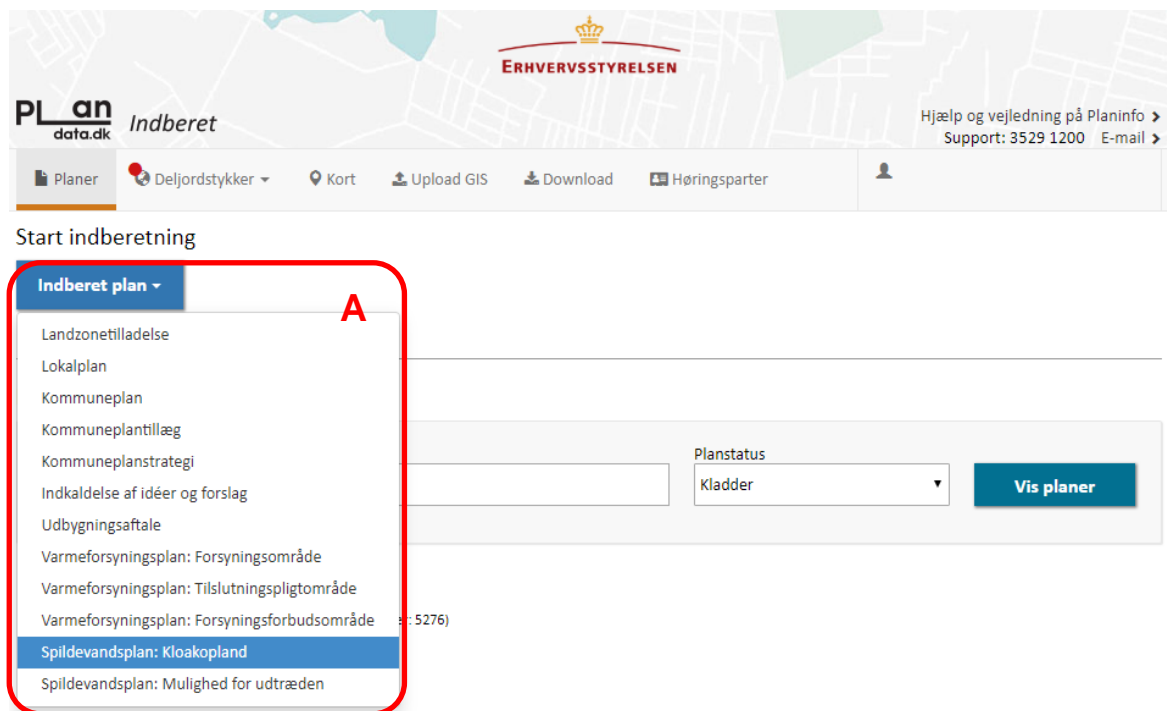 ERHVERVSSTYRELSEN
PLan
data.dk
Indberet
Hjælp og vejledning på Planinfo
Support: 3529 1200 E-mail
Planer Deljordstykker Kort Upload GIS Download Høringsparter
Start indberetning
Indberet plan
A
Landzonetilladelse
Lokalplan
Kommuneplan
Kommuneplantillæg
Kommuneplanstrategi
Indkaldelse af idéer og forslag
Udbygningsaftale
Varmeforsyningsplan: Forsyningsområde
Varmeforsyningsplan: Tilslutningspligtområde
Varmeforsyningsplan: Forsyningsforbudsområde
Spildevandsplan: Kloakopland
Spildevandsplan: Mulighed for udtræden
Planstatus
Kladder
Vis planer
: 5276)